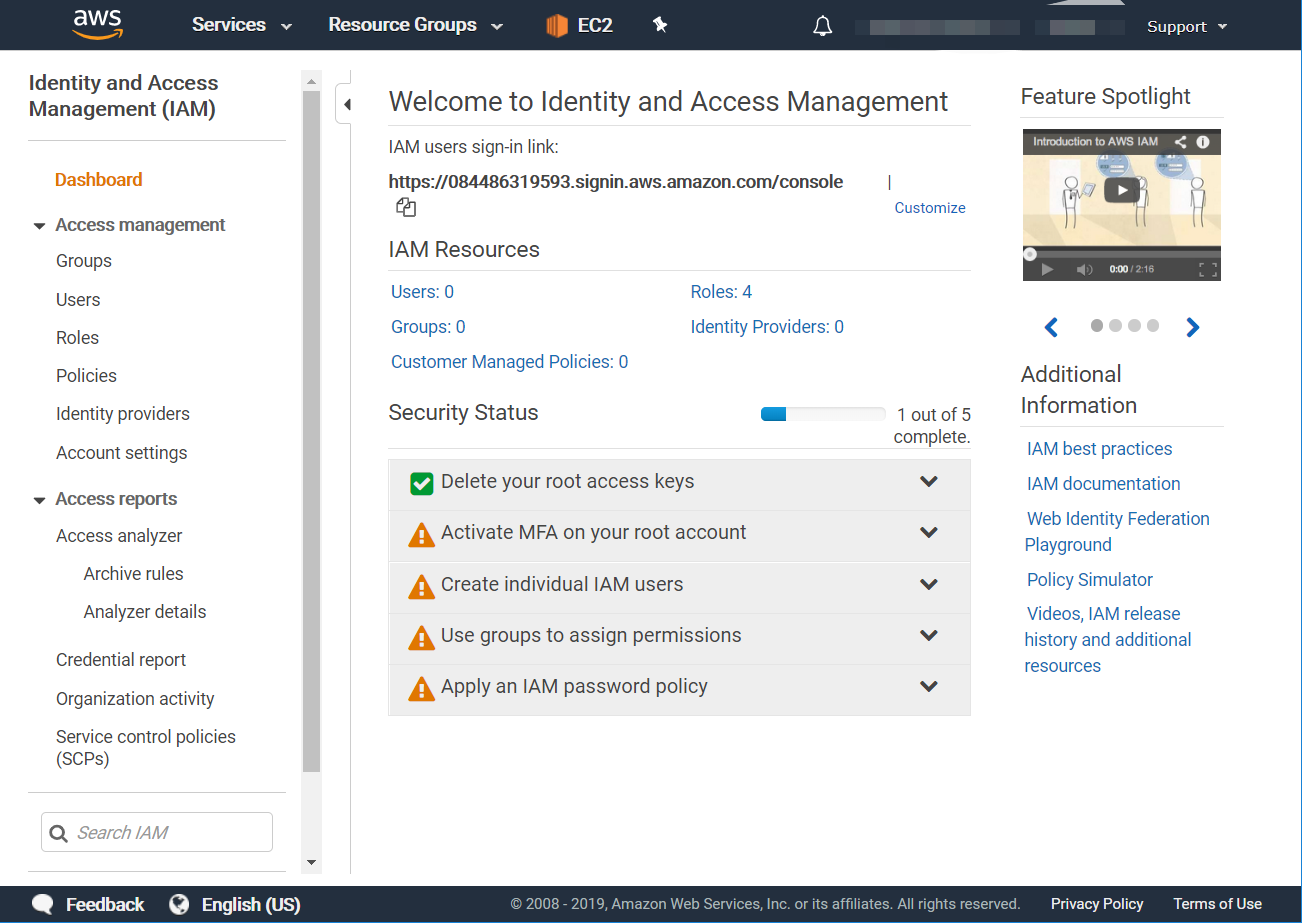 aws
Services
Resource Groups
EC2
Support
Identity and Access
Management (IAM)
Dashboard
Access management
Groups
Users
Roles
Policies
Identity providers
Account settings
Access reports
Access analyzer
Archive rules
Analyzer details
Credential report
Organization activity
Service control policies
(SCPs)
Search IAM
Welcome to Identity and Access Management
IAM users sign-in link:
https://084486319593.signin.aws.amazon.com/console |
Customize
IAM Resources
Users: 0
Roles: 4
Groups: 0
Identity Providers: 0
Customer Managed Policies: 0
Security Status
1 out of 5
complete.
Delete your root access keys
Activate MFA on your root account
Create individual IAM users
Use groups to assign permissions
Apply an IAM password policy
Feature Spotlight
Introduction to AWS IAM
0:00 / 2:16
Additional
Information
IAM best practices
IAM documentation
Web Identity Federation
Playground
Policy Simulator
Videos, IAM release
history and additional
resources
Feedback
English (US)
© 2008 - 2019, Amazon Web Services, Inc. or its affiliates. All rights reserved.
Privacy Policy
Terms of Use